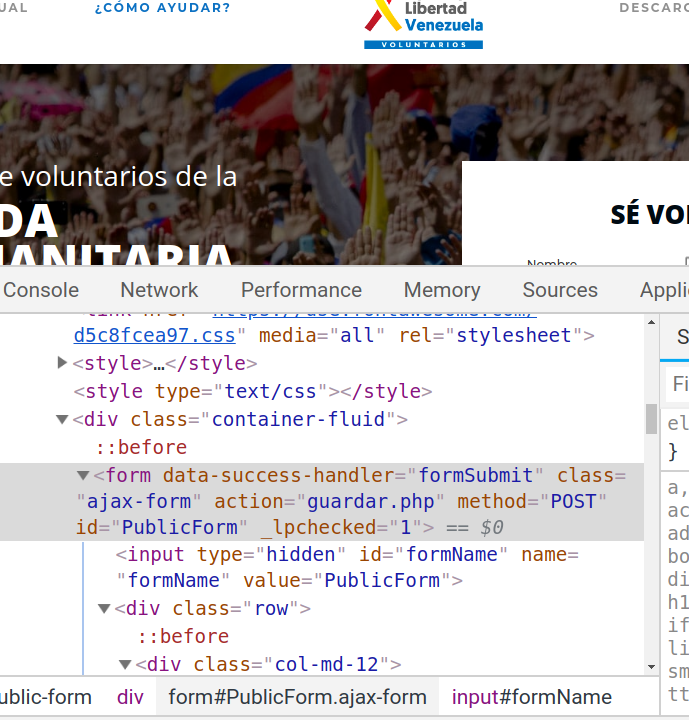 UAL
¿CÓMO AYUDAR?
Libertad
Venezuela
VOLUNTARIOS
DESCARG
e voluntarios de la
DA
MANITARIA
SÉ VO
Nombre
Console Network Performance Memory Sources Appli
d5c8fcea97.css" media="all" rel="stylesheet">
<style>…</style>
<style type="text/css"></style>
<div class="container-fluid">
::before
<form data-success-handler="formSubmit" class=
"ajax-form" action="guardar.php" method="POST"
id="PublicForm" _lpchecked="1"> == $0
<input type="hidden" id="formName" name=
"formName" value="PublicForm">
<div class="row">
::before
<div class="col-md-12">
S
Fi
el
}
a,
ac
ad
bo
di
h1
if
li
sm
tt
ublic-form div form#PublicForm.ajax-form input#formName